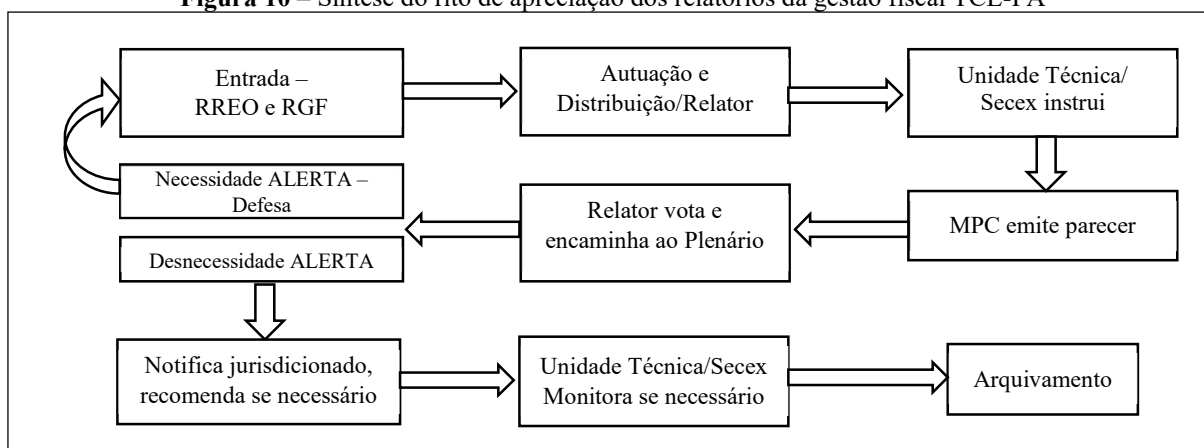 Figura 10 – Síntese do rito de apreciação dos relatórios da gestão fiscal TCE-PA
Entrada –
RREO e RGF
Autuação e
Distribuição/Relator
Unidade Técnica/
Secex instrui
MPC emite parecer
Relator vota e
encaminha ao Plenário
Necessidade ALERTA –
Defesa
Desnecessidade ALERTA
Notifica jurisdicionado,
recomenda se necessário
Unidade Técnica/Secex
Monitora se necessário
Arquivamento